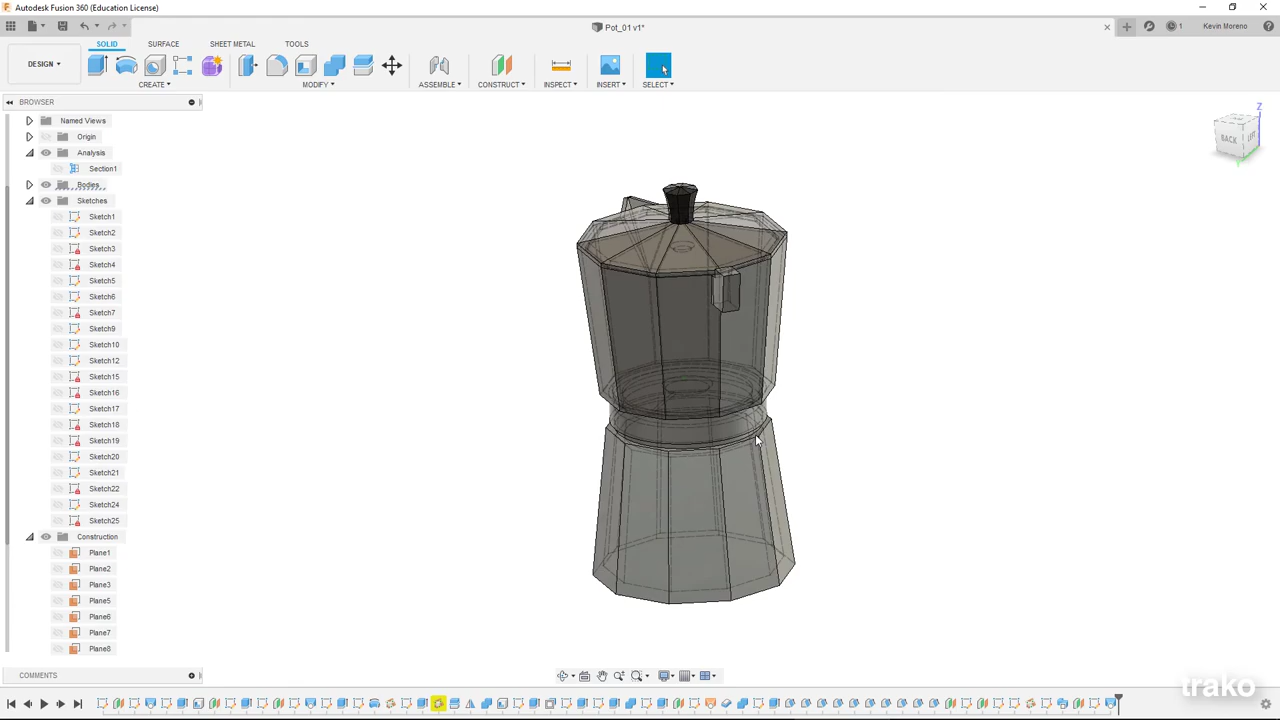 Autodesk Fusion 360 (Education License)
Pot_01 v1*
1
Kevin Moreno
SOLID SURFACE SHEET METAL TOOLS
DESIGN
CREATE MODIFY ASSEMBLE CONSTRUCT INSPECT INSERT SELECT
BROWSER
Named Views
Origin
Analysis
Section1
Bodies
Sketches
Sketch1
Sketch2
Sketch3
Sketch4
Sketch5
Sketch6
Sketch7
Sketch9
Sketch10
Sketch12
Sketch15
Sketch16
Sketch17
Sketch18
Sketch19
Sketch20
Sketch21
Sketch22
Sketch24
Sketch25
Construction
Plane1
Plane2
Plane3
Plane5
Plane6
Plane7
Plane8
Z
BACK LEFT
COMMENTS
trako